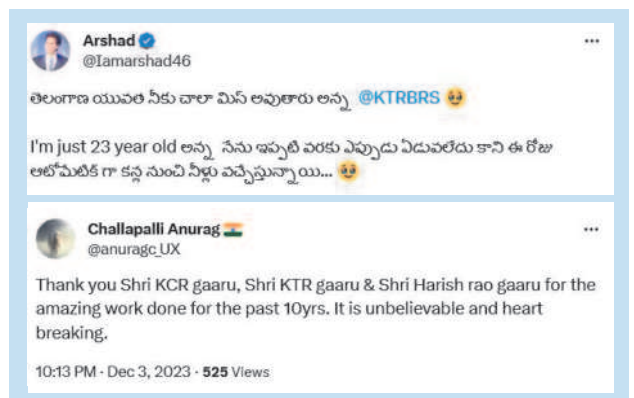 Arshad
@Iamarshad46
తెలంగాణ యువత నీకు చాలా మిస్ అవుతారు అన్న @KTRBRS 🥹
I'm just 23 year old అన్న నేను ఇప్పటి వరకు ఎప్పుడు ఏడువలేదు కాని ఈ రోజు
ఆటోమేటిక్ గా కన్ల నుంచి నీళ్లు వచ్చేస్తున్నాయి... 🥹
Challapalli Anurag 🇮🇳
@anuragc_UX
Thank you Shri KCR gaaru, Shri KTR gaaru & Shri Harish rao gaaru for the
amazing work done for the past 10yrs. It is unbelievable and heart
breaking.
10:13 PM · Dec 3, 2023 · 525 Views